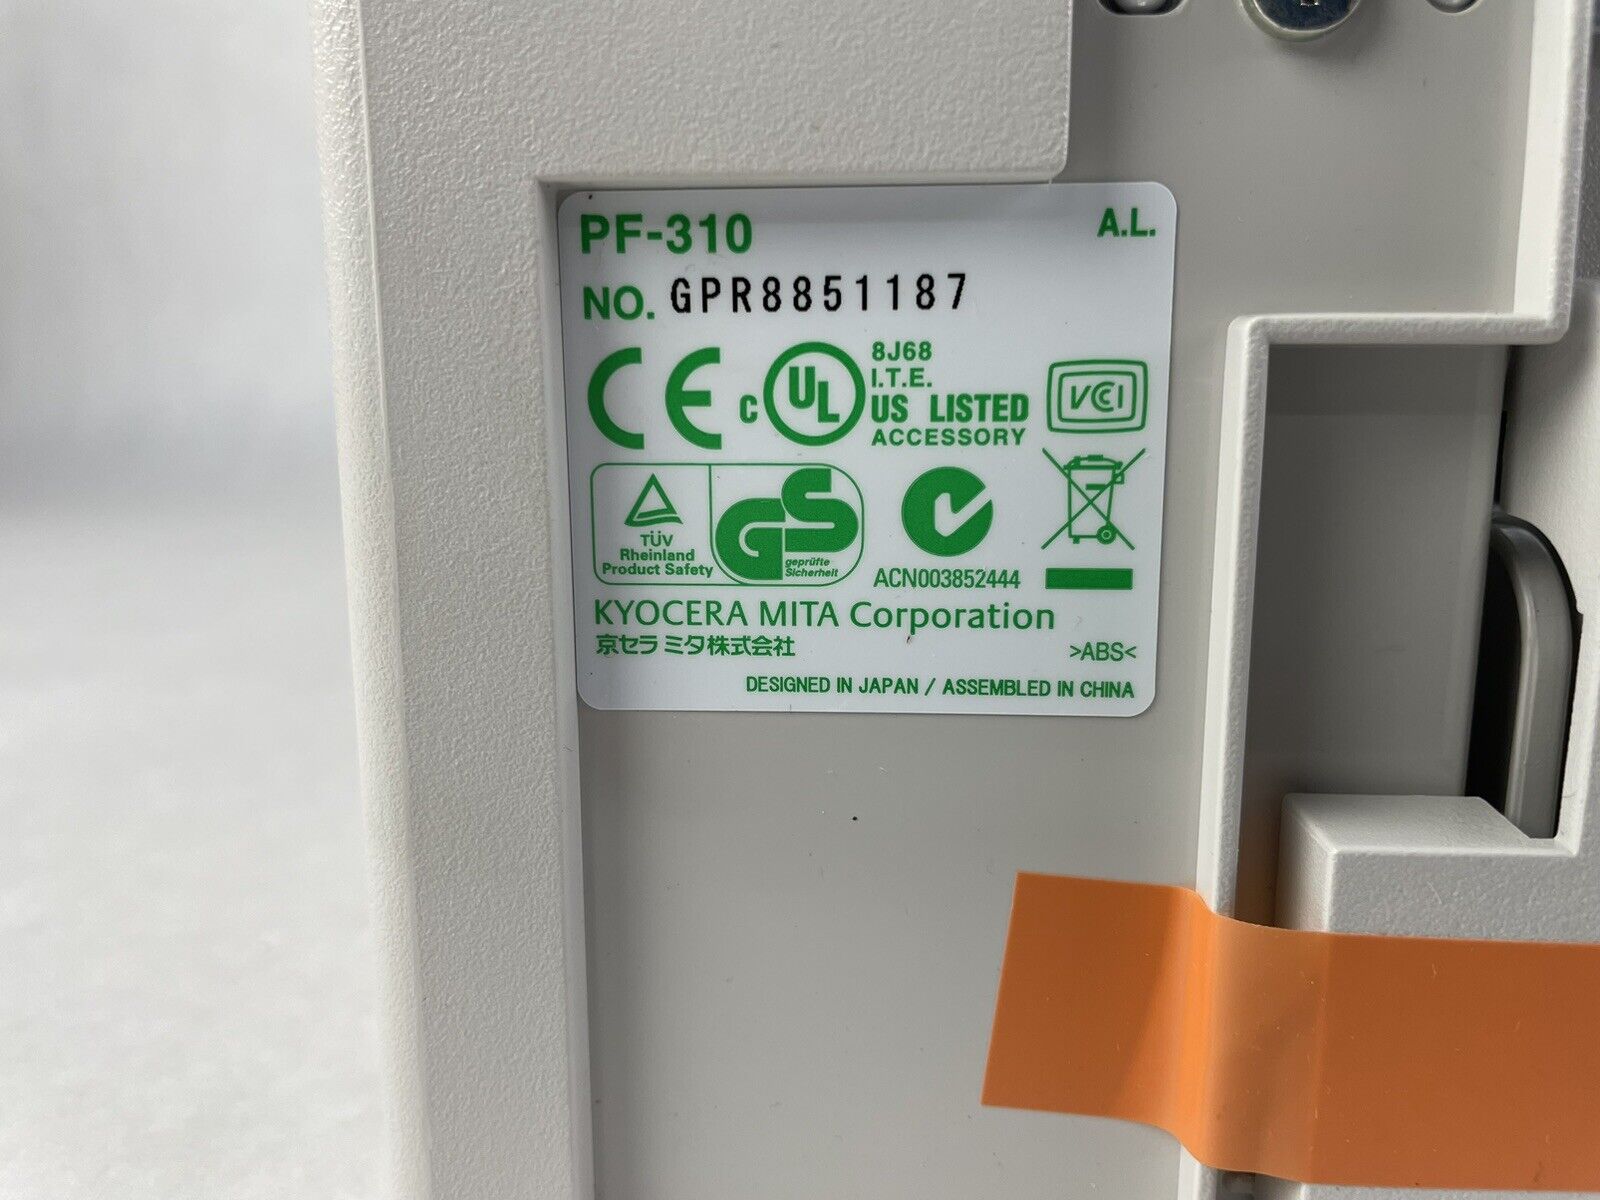 PF-310
A.L.
NO. GPR8851187
CE
C UL US LISTED
8J68
I.T.E.
ACCESSORY
VCCI
TÜV
Rheinland
Product Safety
GS
geprüfte
Sicherheit
ACN003852444
KYOCERA MITA Corporation
京セラ ミタ株式会社
>ABS<
DESIGNED IN JAPAN / ASSEMBLED IN CHINA